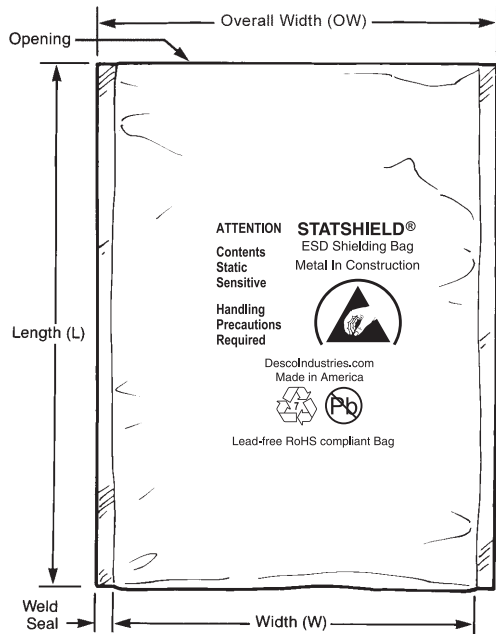 Overall Width (OW)
Opening
ATTENTION
Contents
Static
Sensitive
Handling
Precautions
Required
STATSHIELD®
ESD Shielding Bag
Metal In Construction
Length (L)
DescoIndustries.com
Made in America
7
Pb
Lead-free RoHS compliant Bag
Weld
Seal
Width (W)